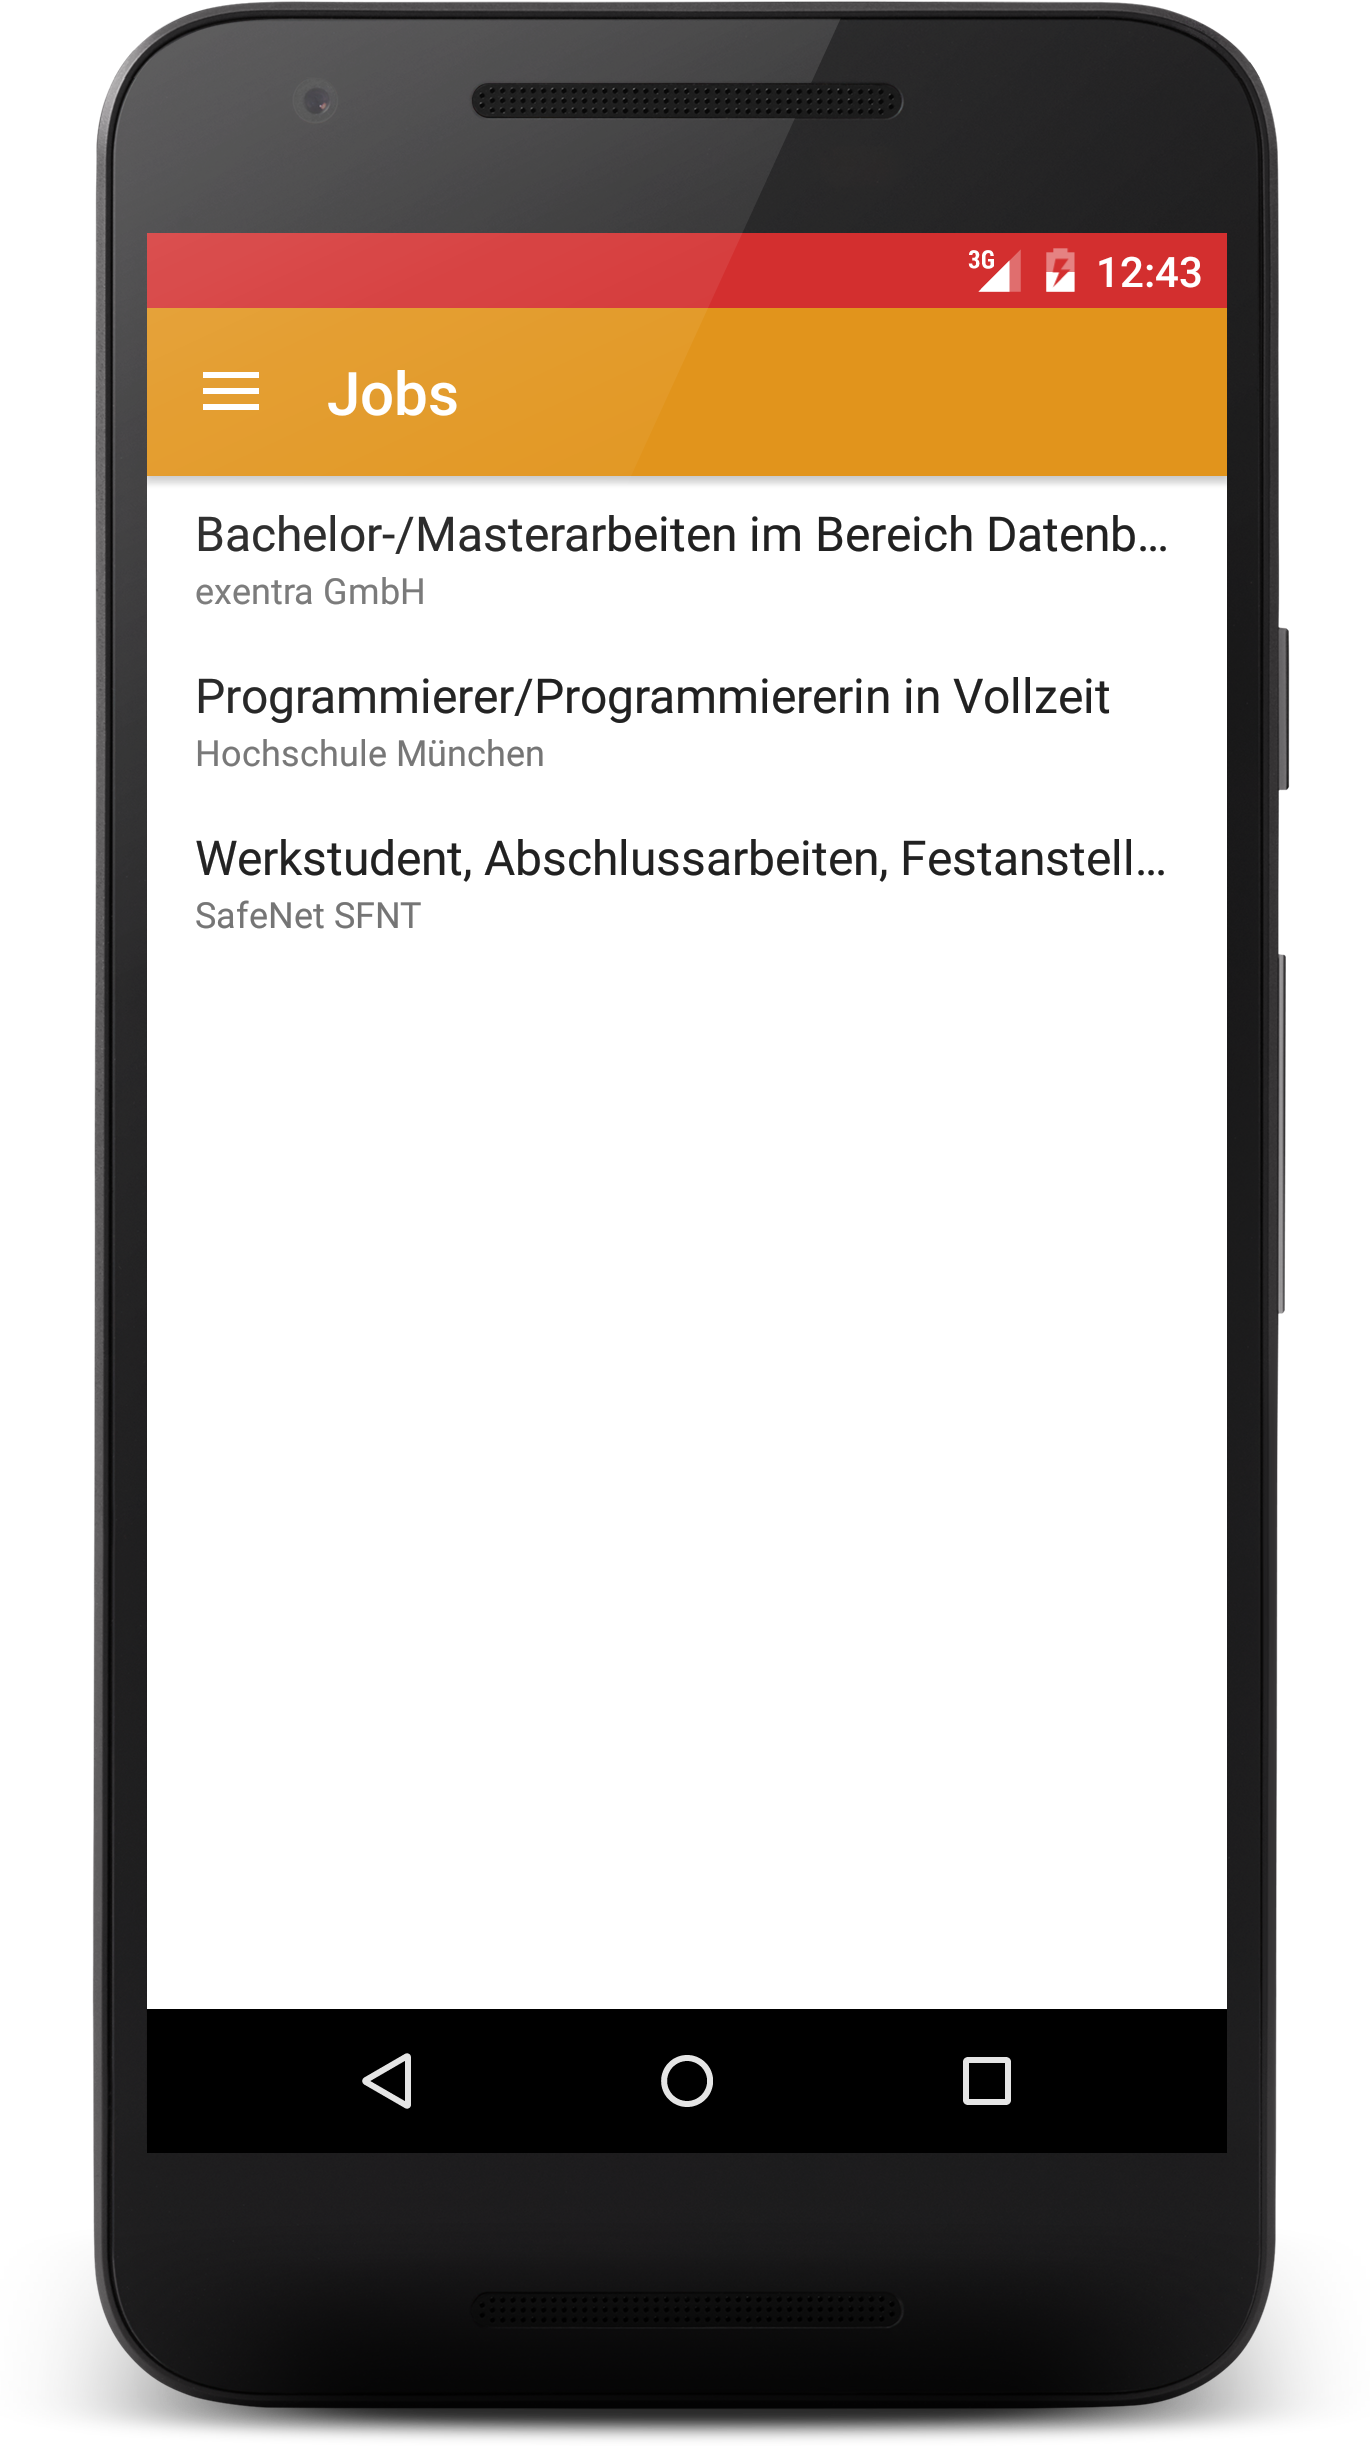 3G 12:43
Jobs
Bachelor-/Masterarbeiten im Bereich Datenb...
exentra GmbH
Programmierer/Programmiererin in Vollzeit
Hochschule München
Werkstudent, Abschlussarbeiten, Festanstell...
SafeNet SFNT